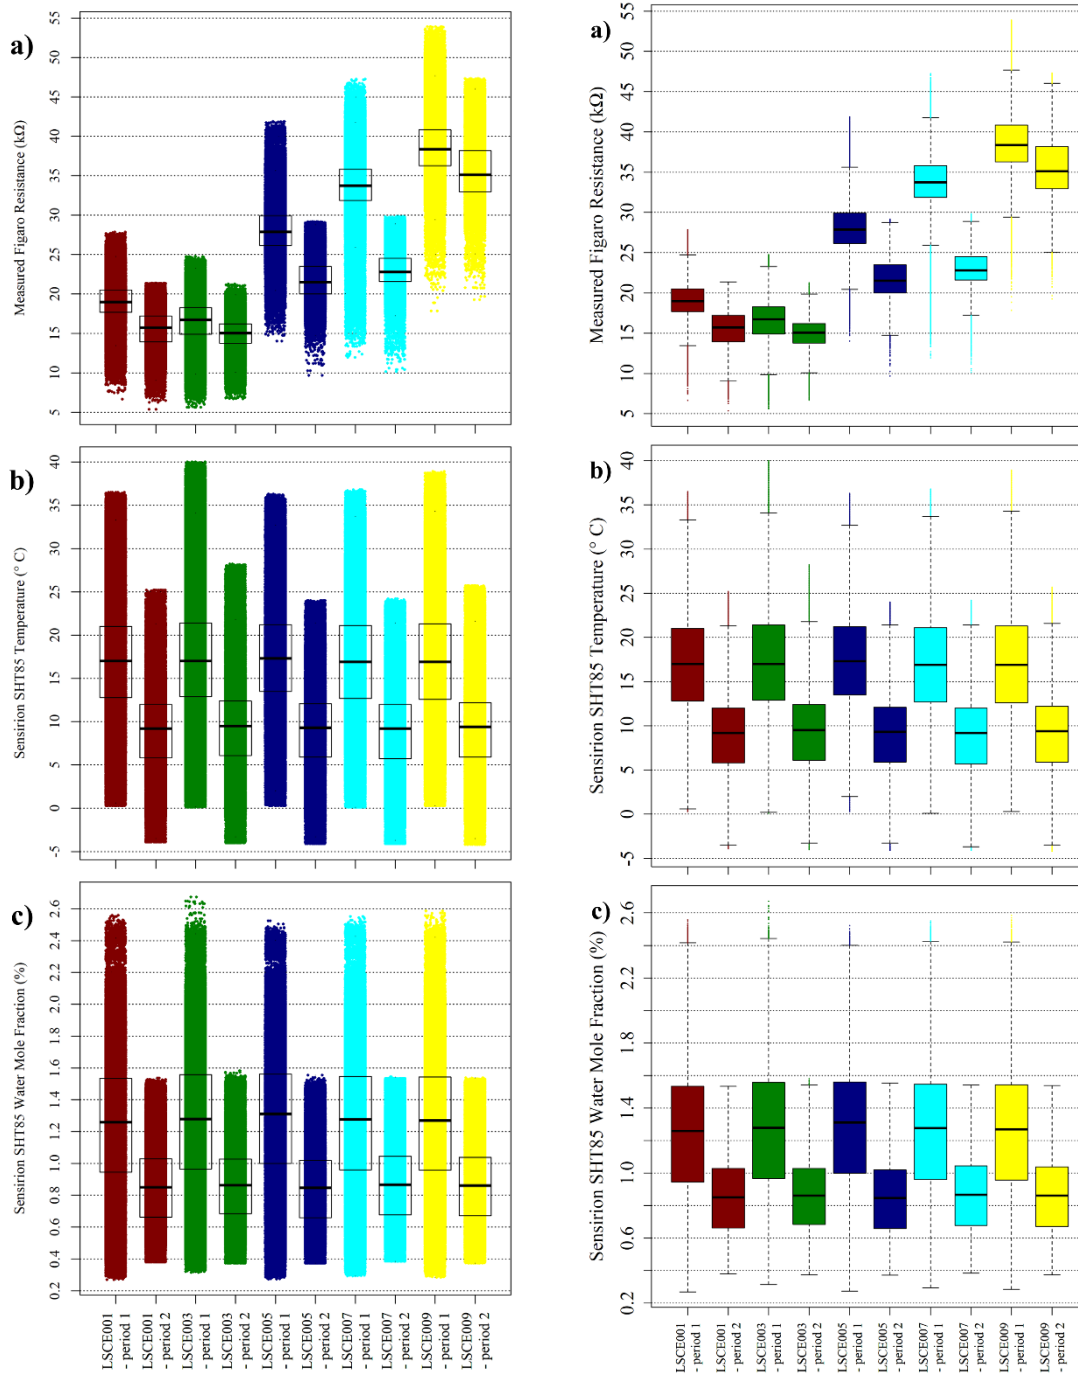 a)
Measured Figaro Resistance (kΩ)
55
50
45
40
35
30
25
20
15
10
5
b)
Sensirion SHT85 Temperature (° C)
40
35
30
25
20
15
10
5
0
-5
c)
Sensirion SHT85 Water Mole Fraction (%)
2.6
2.4
2.2
2.0
1.8
1.6
1.4
1.2
1.0
0.8
0.6
0.4
0.2
LSCE001
- period 1
LSCE001
- period 2
LSCE003
- period 1
LSCE003
- period 2
LSCE005
- period 1
LSCE005
- period 2
LSCE007
- period 1
LSCE007
- period 2
LSCE009
- period 1
LSCE009
- period 2
a)
Measured Figaro Resistance (kΩ)
55
50
45
40
35
30
25
20
15
10
5
b)
Sensirion SHT85 Temperature (° C)
40
35
30
25
20
15
10
5
0
-5
c)
Sensirion SHT85 Water Mole Fraction (%)
2.6
2.2
1.8
1.4
1.0
0.6
0.2
LSCE001
- period 1
LSCE001
- period 2
LSCE003
- period 1
LSCE003
- period 2
LSCE005
- period 1
LSCE005
- period 2
LSCE007
- period 1
LSCE007
- period 2
LSCE009
- period 1
LSCE009
- period 2